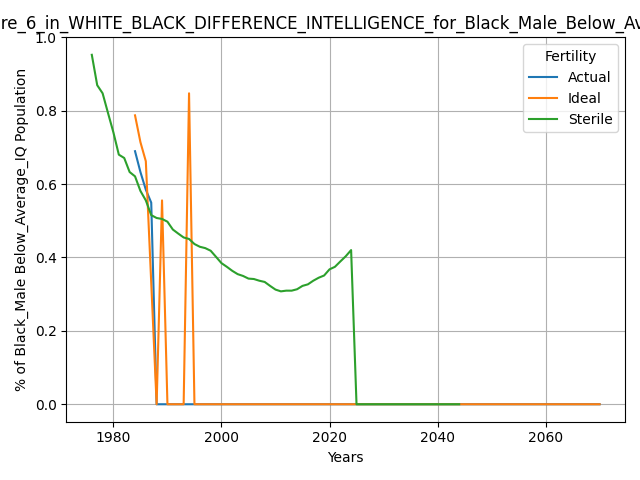 re_6_in_WHITE_BLACK_DIFFERENCE_INTELLIGENCE_for_Black_Male_Below_Av
Fertility
Actual
Ideal
Sterile
% of Black_Male Below_Average_IQ Population
1.0
0.8
0.6
0.4
0.2
0.0
1980 2000 2020 2040 2060
Years